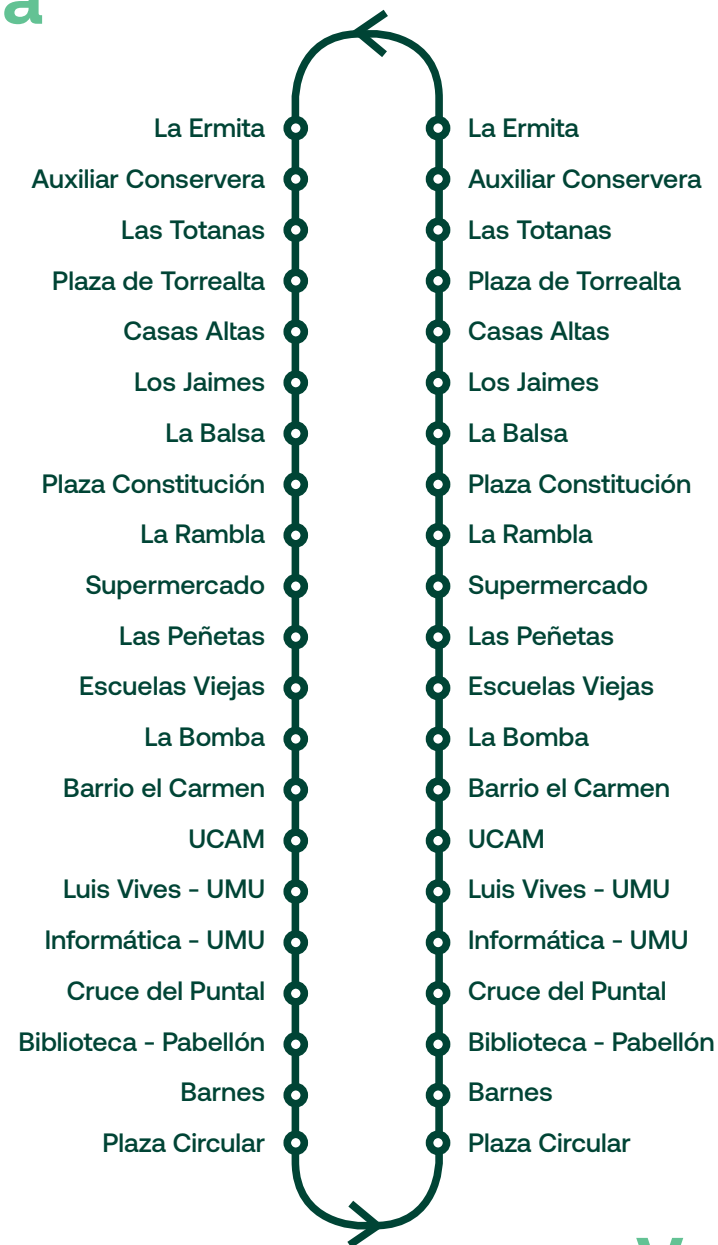 a
La Ermita
Auxiliar Conservera
Las Totanas
Plaza de Torrealta
Casas Altas
Los Jaimes
La Balsa
Plaza Constitución
La Rambla
Supermercado
Las Peñetas
Escuelas Viejas
La Bomba
Barrio el Carmen
UCAM
Luis Vives - UMU
Informática - UMU
Cruce del Puntal
Biblioteca - Pabellón
Barnes
Plaza Circular
La Ermita
Auxiliar Conservera
Las Totanas
Plaza de Torrealta
Casas Altas
Los Jaimes
La Balsa
Plaza Constitución
La Rambla
Supermercado
Las Peñetas
Escuelas Viejas
La Bomba
Barrio el Carmen
UCAM
Luis Vives - UMU
Informática - UMU
Cruce del Puntal
Biblioteca - Pabellón
Barnes
Plaza Circular